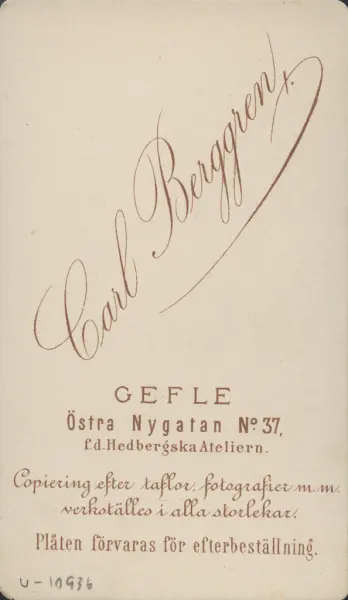 Carl Berggren
GEFLE
Östra Nygatan Nº 37,
f.d. Hedbergska Ateliern.
Copiering efter taflor, fotografier m.m.
verkställes i alla storlekar.
Plåten förvaras för efterbeställning.
U-10936